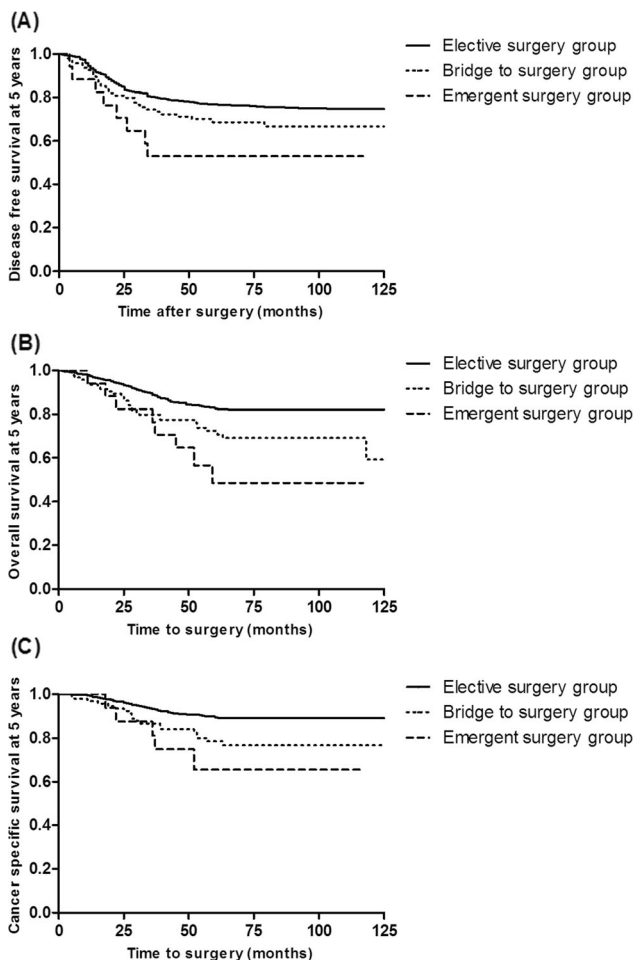 (A)
Disease free survival at 5 years
1.0
0.8
0.6
0.4
0.2
0.0
0 25 50 75 100 125
Time after surgery (months)
Elective surgery group
Bridge to surgery group
Emergent surgery group
(B)
Overall survival at 5 years
1.0
0.8
0.6
0.4
0.2
0.0
0 25 50 75 100 125
Time to surgery (months)
Elective surgery group
Bridge to surgery group
Emergent surgery group
(C)
Cancer specific survival at 5 years
1.0
0.8
0.6
0.4
0.2
0.0
0 25 50 75 100 125
Time to surgery (months)
Elective surgery group
Bridge to surgery group
Emergent surgery group